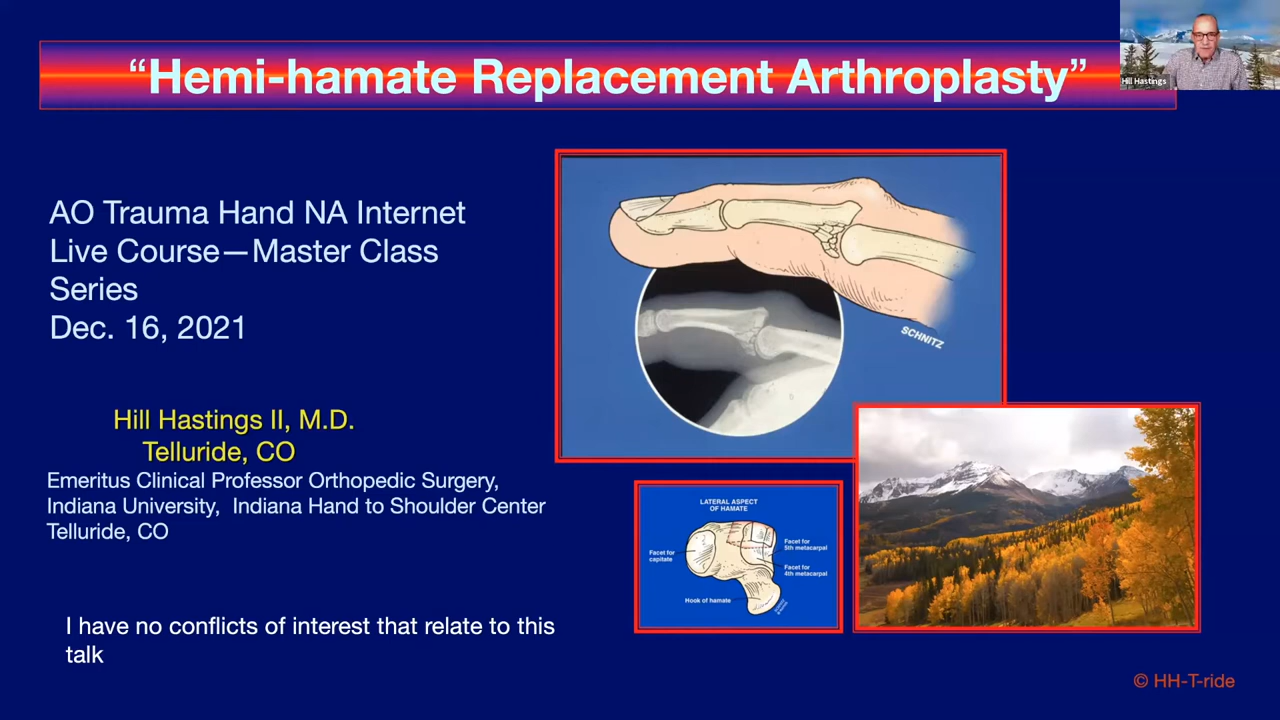 “Hemi-hamate Replacement Arthroplasty”
Hill Hastings
AO Trauma Hand NA Internet
Live Course—Master Class
Series
Dec. 16, 2021
SCHNITZ
Hill Hastings II, M.D.
Telluride, CO
Emeritus Clinical Professor Orthopedic Surgery,
Indiana University, Indiana Hand to Shoulder Center
Telluride, CO
LATERAL ASPECT
OF HAMATE
Facet for
capitate
Facet for
5th metacarpal
Facet for
4th metacarpal
Hook of hamate
I have no conflicts of interest that relate to this
talk
© HH-T-ride